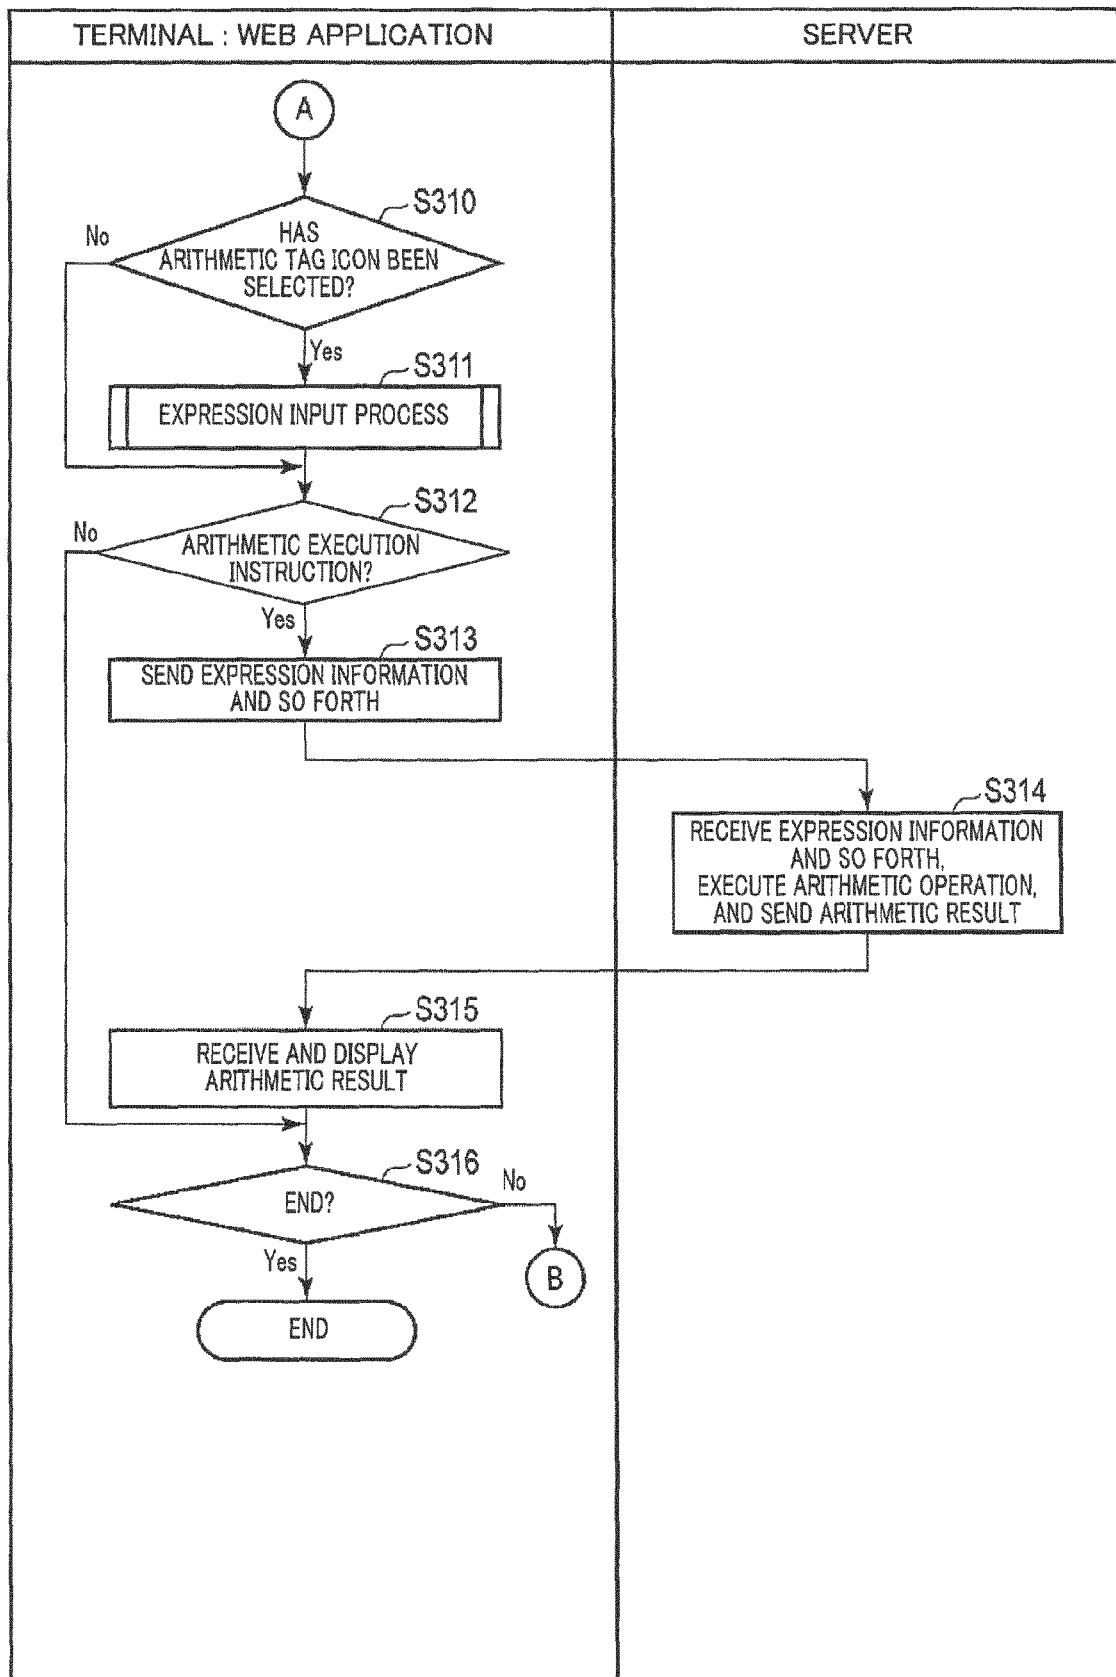 TERMINAL : WEB APPLICATION
SERVER
A
S310
No
HAS
ARITHMETIC TAG ICON BEEN
SELECTED?
Yes
S311
EXPRESSION INPUT PROCESS
S312
No
ARITHMETIC EXECUTION
INSTRUCTION?
Yes
S313
SEND EXPRESSION INFORMATION
AND SO FORTH
S314
RECEIVE EXPRESSION INFORMATION
AND SO FORTH,
EXECUTE ARITHMETIC OPERATION,
AND SEND ARITHMETIC RESULT
S315
RECEIVE AND DISPLAY
ARITHMETIC RESULT
S316
No
END?
Yes
B
END